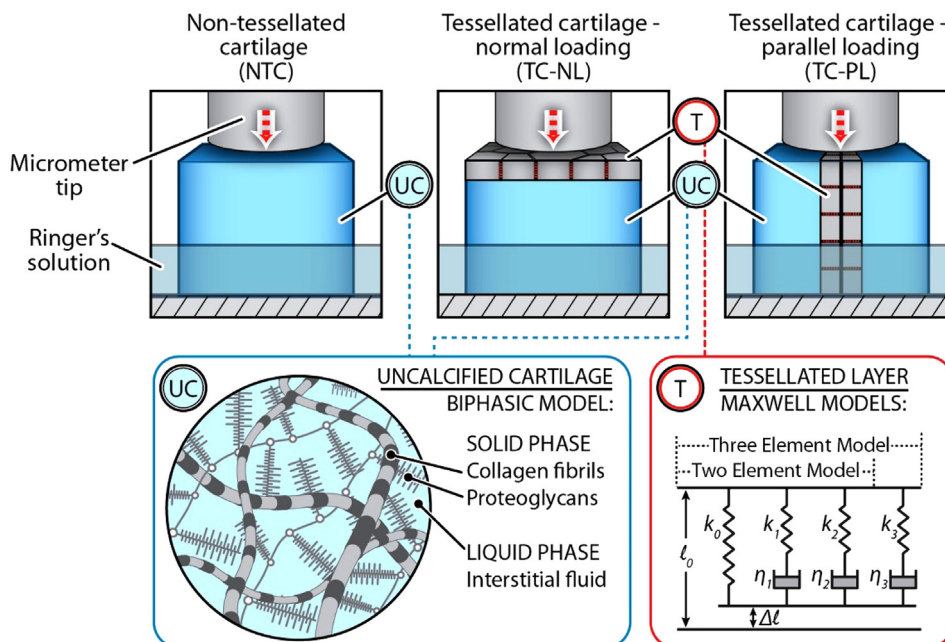 Non-tessellated
cartilage
(NTC)
Tessellated cartilage -
normal loading
(TC-NL)
Tessellated cartilage -
parallel loading
(TC-PL)
Micrometer
tip
Ringer's
solution
UC
T
UC
UC
UNCALCIFIED CARTILAGE
BIPHASIC MODEL:
SOLID PHASE
Collagen fibrils
Proteoglycans
LIQUID PHASE
Interstitial fluid
T
TESSELLATED LAYER
MAXWELL MODELS:
Three Element Model
Two Element Model
k₀ k₁ k₂ k₃
ℓ₀
η₁ η₂ η₃
Δℓ